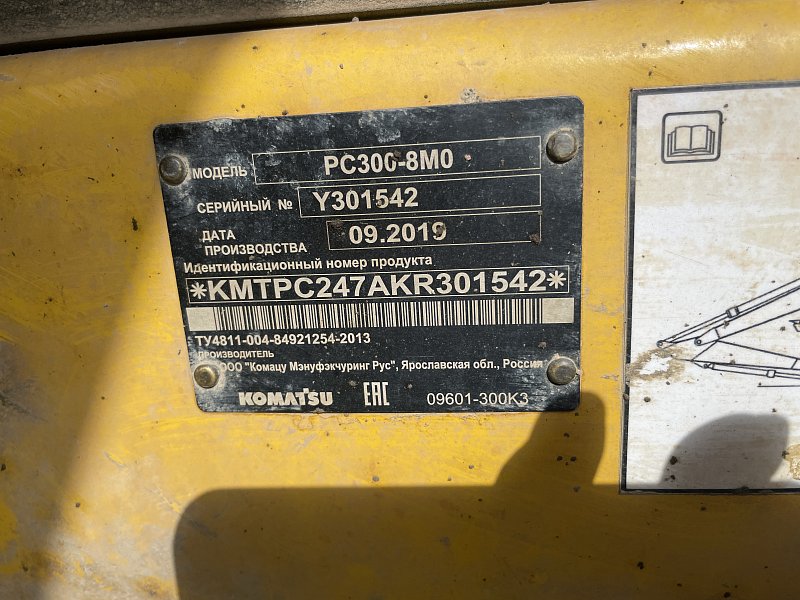 МОДЕЛЬ PC300-8M0
СЕРИЙНЫЙ № Y301542
ДАТА ПРОИЗВОДСТВА 09.2019
Идентификационный номер продукта
*KMTPC247AKR301542*
ТУ4811-004-84921254-2013
ПРОИЗВОДИТЕЛЬ
ООО "Комацу Мэнуфэкчуринг Рус", Ярославская обл., Россия
KOMATSU EAC 09601-300K3